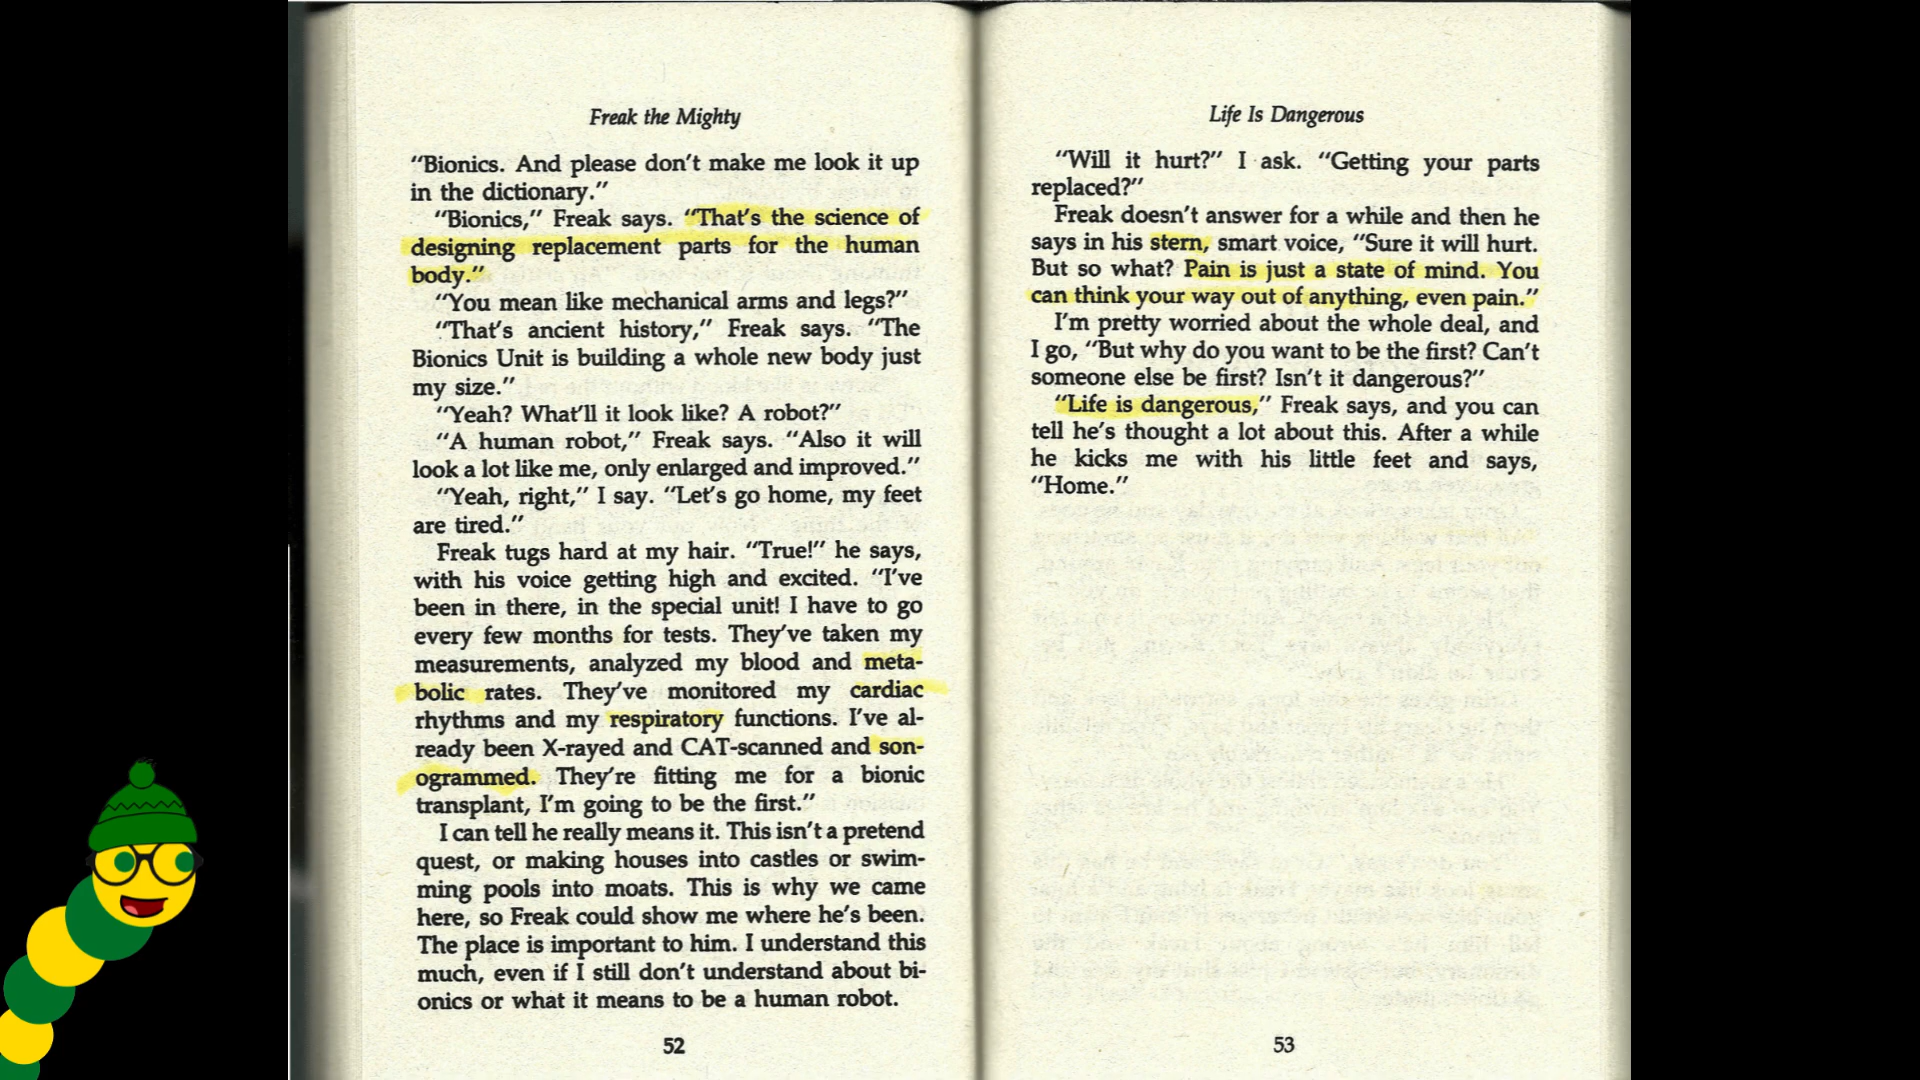 Freak the Mighty
“Bionics. And please don’t make me look it up
in the dictionary.”
“Bionics,” Freak says. “That’s the science of
designing replacement parts for the human
body.”
“You mean like mechanical arms and legs?”
“That’s ancient history,” Freak says. “The
Bionics Unit is building a whole new body just
my size.”
“Yeah? What’ll it look like? A robot?”
“A human robot,” Freak says. “Also it will
look a lot like me, only enlarged and improved.”
“Yeah, right,” I say. “Let’s go home, my feet
are tired.”
Freak tugs hard at my hair. “True!” he says,
with his voice getting high and excited. “I’ve
been in there, in the special unit! I have to go
every few months for tests. They’ve taken my
measurements, analyzed my blood and meta-
bolic rates. They’ve monitored my cardiac
rhythms and my respiratory functions. I’ve al-
ready been X-rayed and CAT-scanned and son-
ogrammed. They’re fitting me for a bionic
transplant, I’m going to be the first.”
I can tell he really means it. This isn’t a pretend
quest, or making houses into castles or swim-
ming pools into moats. This is why we came
here, so Freak could show me where he’s been.
The place is important to him. I understand this
much, even if I still don’t understand about bi-
onics or what it means to be a human robot.
52
Life Is Dangerous
“Will it hurt?” I ask. “Getting your parts
replaced?”
Freak doesn’t answer for a while and then he
says in his stern, smart voice, “Sure it will hurt.
But so what? Pain is just a state of mind. You
can think your way out of anything, even pain.”
I’m pretty worried about the whole deal, and
I go, “But why do you want to be the first? Can’t
someone else be first? Isn’t it dangerous?”
“Life is dangerous,” Freak says, and you can
tell he’s thought a lot about this. After a while
he kicks me with his little feet and says,
“Home.”
53